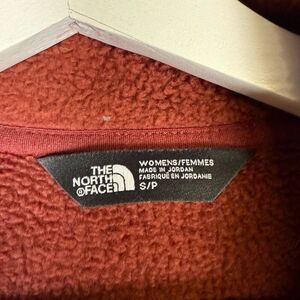 THE
NORTH
FACE
WOMENS/FEMMES
MADE IN JORDAN
FABRIQUÉ EN JORDANIE
S/P